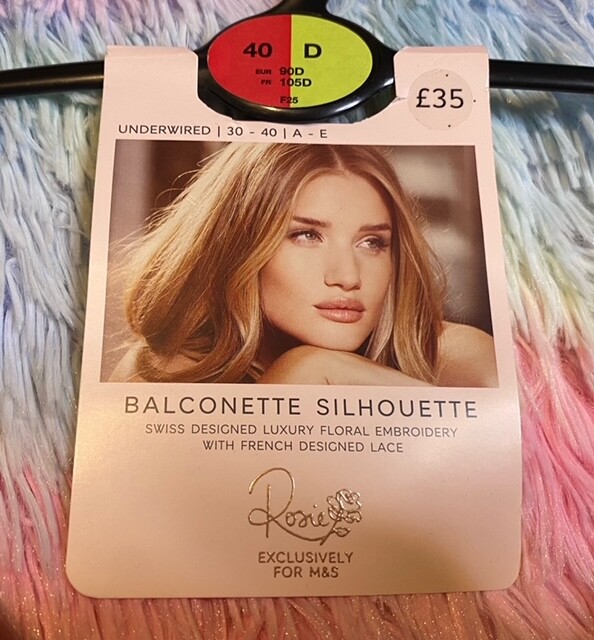 40 D
EUR 90D
FR 105D
F25
£35
UNDERWIRED | 30 - 40 | A - E
BALCONETTE SILHOUETTE
SWISS DESIGNED LUXURY FLORAL EMBROIDERY
WITH FRENCH DESIGNED LACE
Rosie
EXCLUSIVELY
FOR M&S